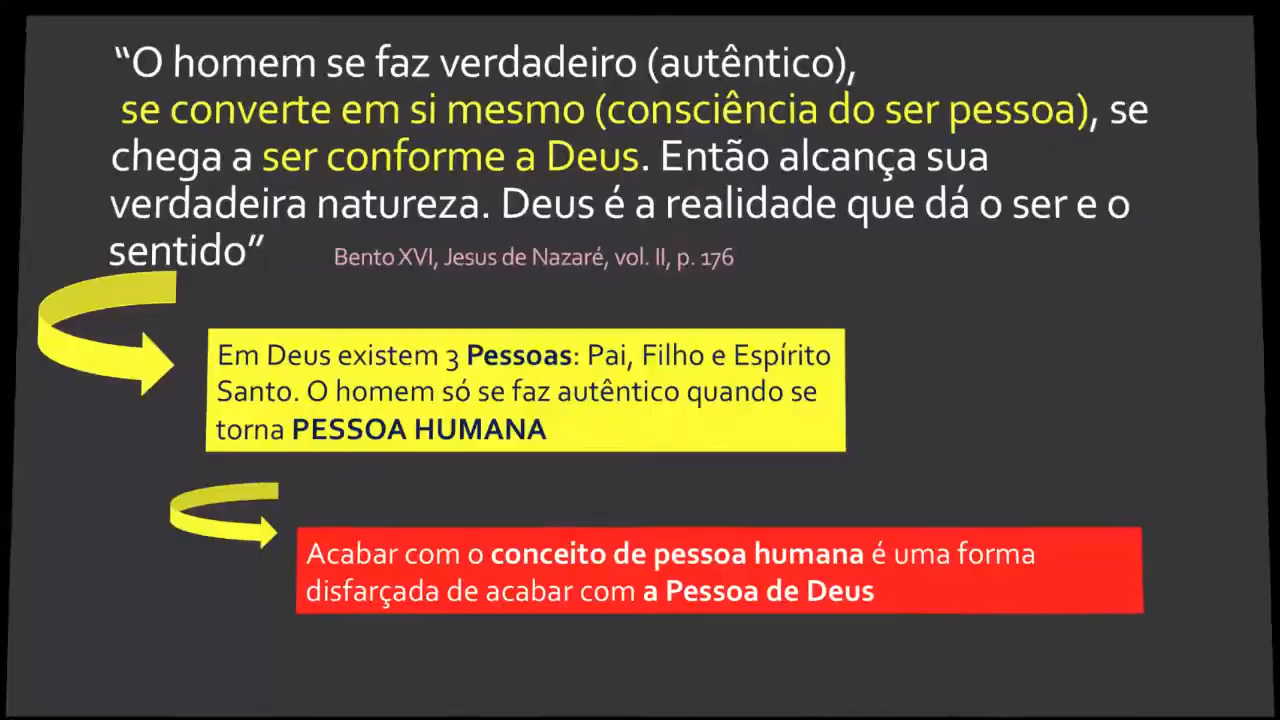 “O homem se faz verdadeiro (autêntico),
se converte em si mesmo (consciência do ser pessoa), se
chega a ser conforme a Deus. Então alcança sua
verdadeira natureza. Deus é a realidade que dá o ser e o
sentido” Bento XVI, Jesus de Nazaré, vol. II, p. 176
Em Deus existem 3 Pessoas: Pai, Filho e Espírito
Santo. O homem só se faz autêntico quando se
torna PESSOA HUMANA
Acabar com o conceito de pessoa humana é uma forma
disfarçada de acabar com a Pessoa de Deus